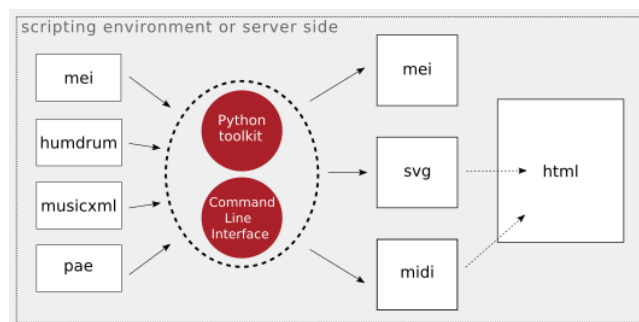 scripting environment or server side
mei
humdrum
musicxml
pae
Python
toolkit
Command
Line
Interface
mei
svg
midi
html